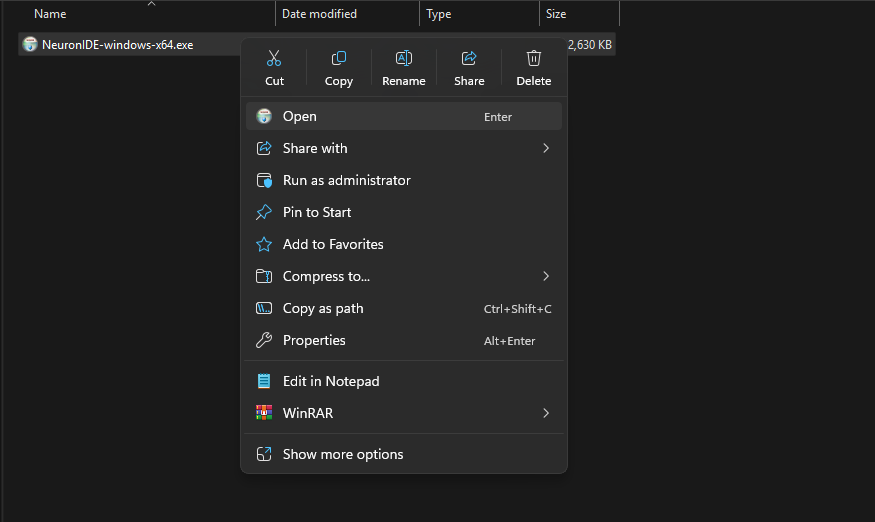 Name Date modified Type Size
NeuronIDE-windows-x64.exe 2,630 KB
Cut Copy Rename Share Delete
Open Enter
Share with
Run as administrator
Pin to Start
Add to Favorites
Compress to...
Copy as path Ctrl+Shift+C
Properties Alt+Enter
Edit in Notepad
WinRAR
Show more options